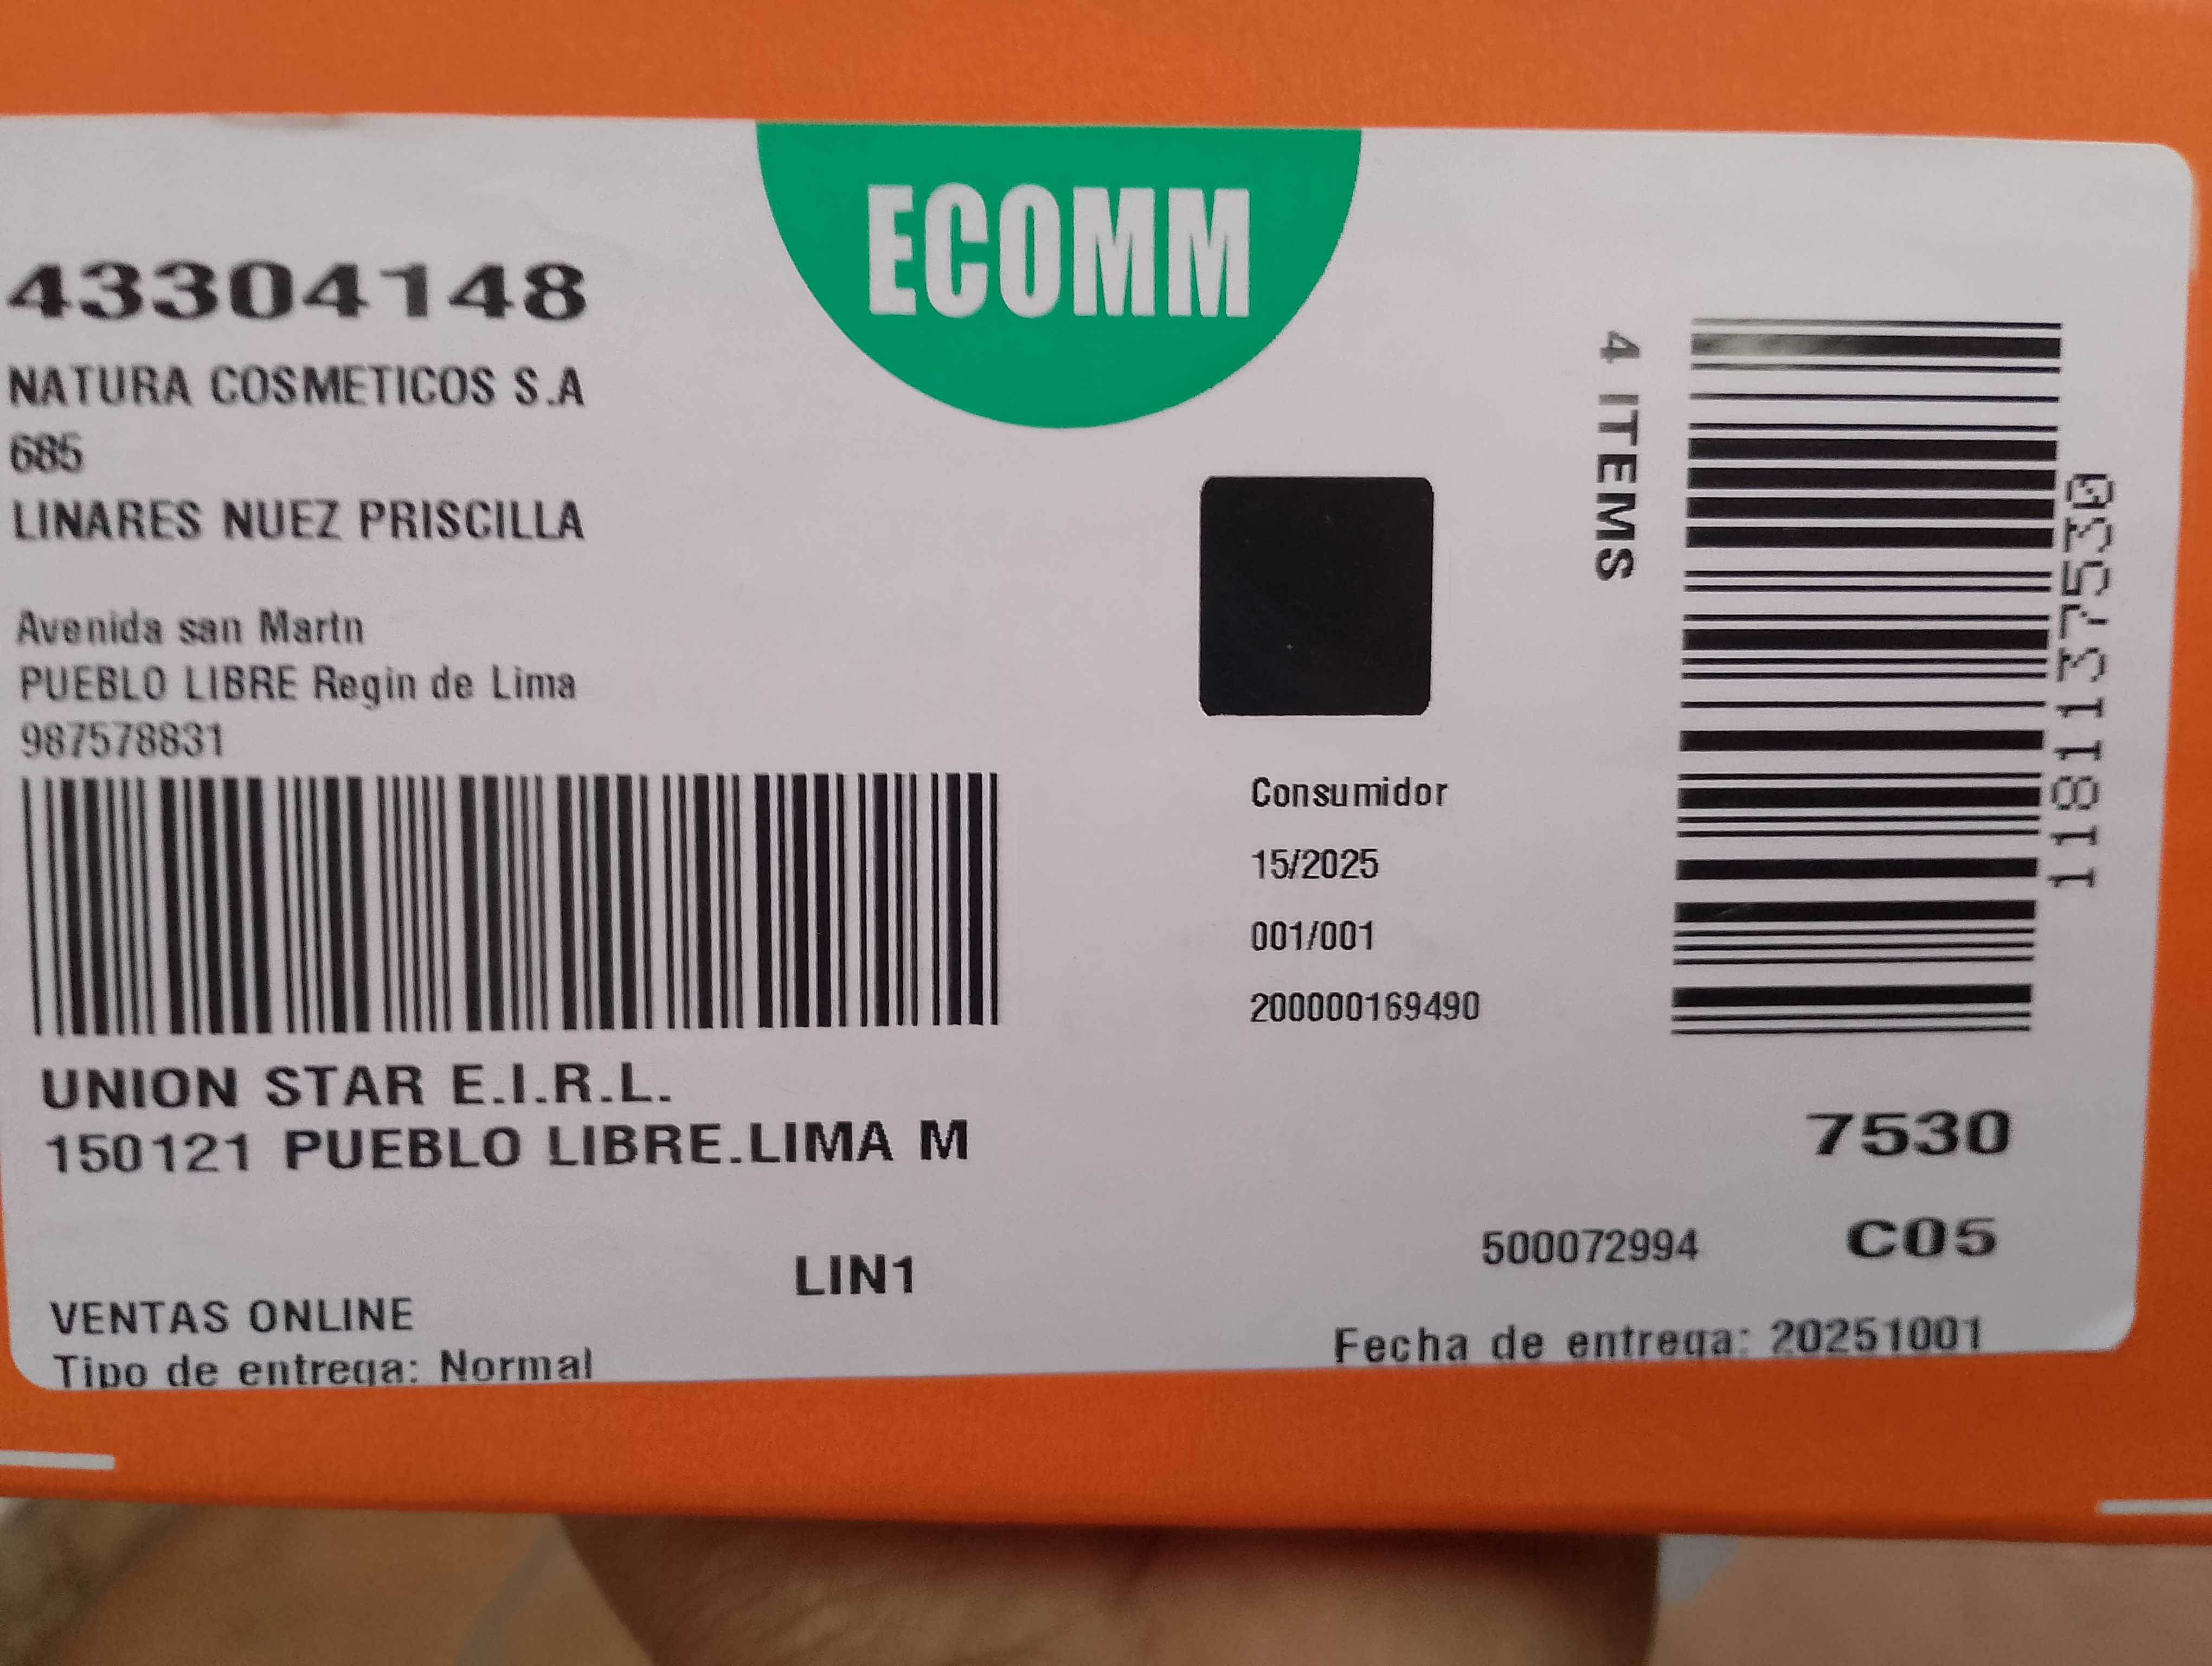 ECOMM
43304148
NATURA COSMETICOS S.A
685
LINARES NUEZ PRISCILLA
Avenida san Martn
PUEBLO LIBRE Regin de Lima
987578831
UNION STAR E.I.R.L.
150121 PUEBLO LIBRE.LIMA M
LIN1
VENTAS ONLINE
Tipo de entrega: Normal
Consumidor
15/2025
001/001
200000169490
4 ITEMS
1181137530
7530
500072994
C05
Fecha de entrega: 20251001